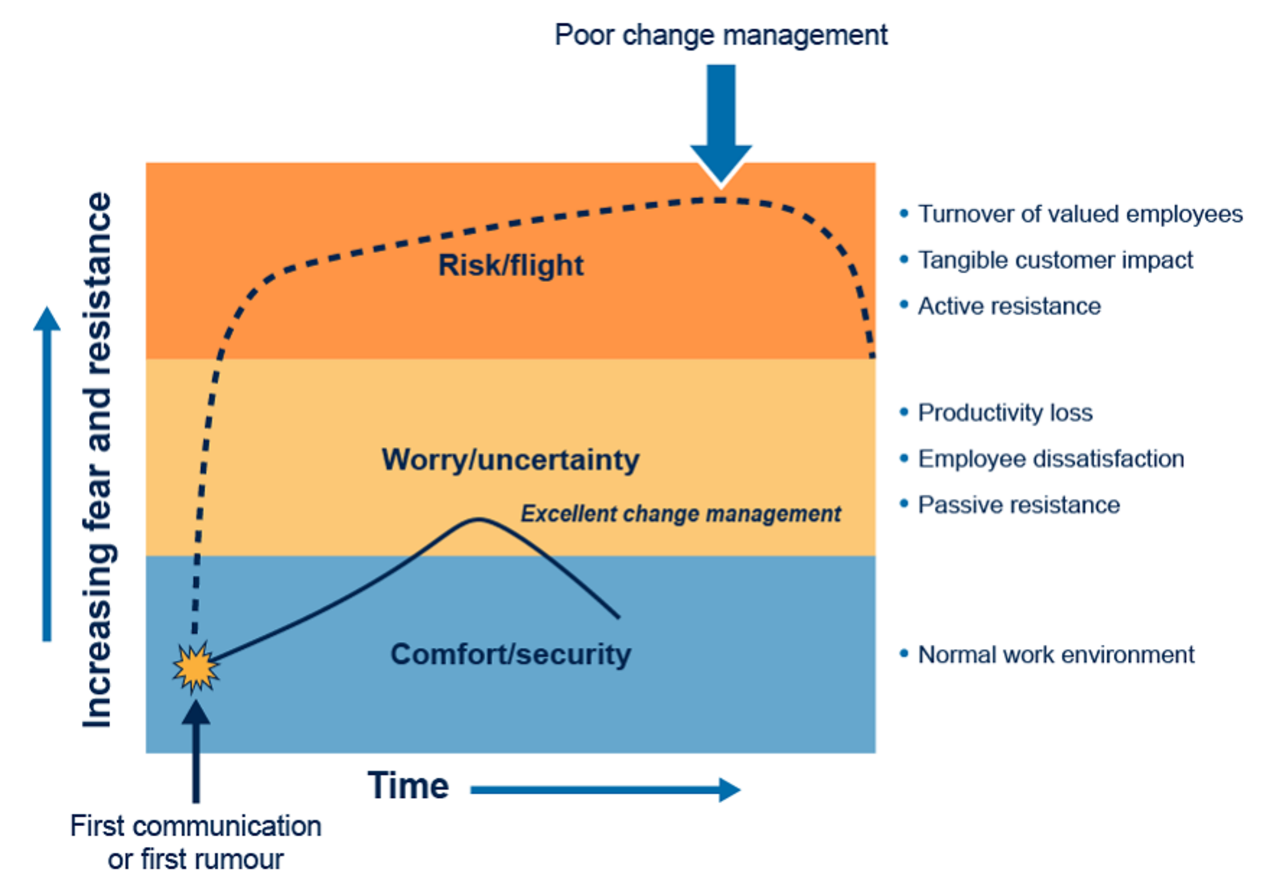 Poor change management
Increasing fear and resistance
Risk/flight
• Turnover of valued employees
• Tangible customer impact
• Active resistance
Worry/uncertainty
Excellent change management
• Productivity loss
• Employee dissatisfaction
• Passive resistance
Comfort/security
• Normal work environment
Time
First communication
or first rumour